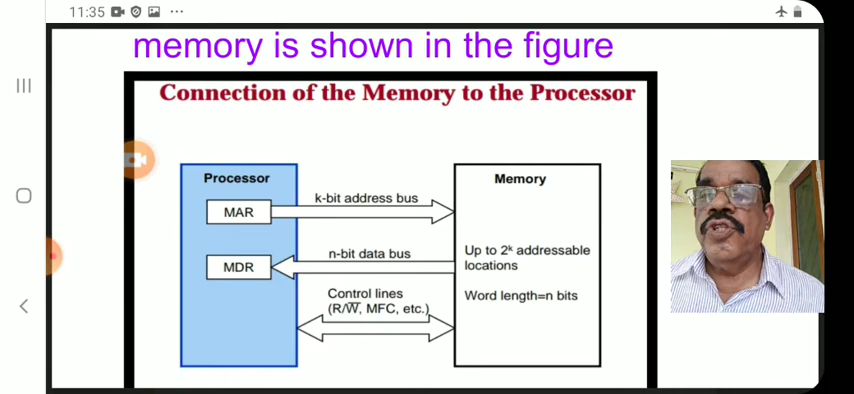 11:35
memory is shown in the figure
Connection of the Memory to the Processor
Processor
MAR
MDR
k-bit address bus
n-bit data bus
Control lines
(R/W̅, MFC, etc.)
Memory
Up to 2ᵏ addressable
locations
Word length=n bits